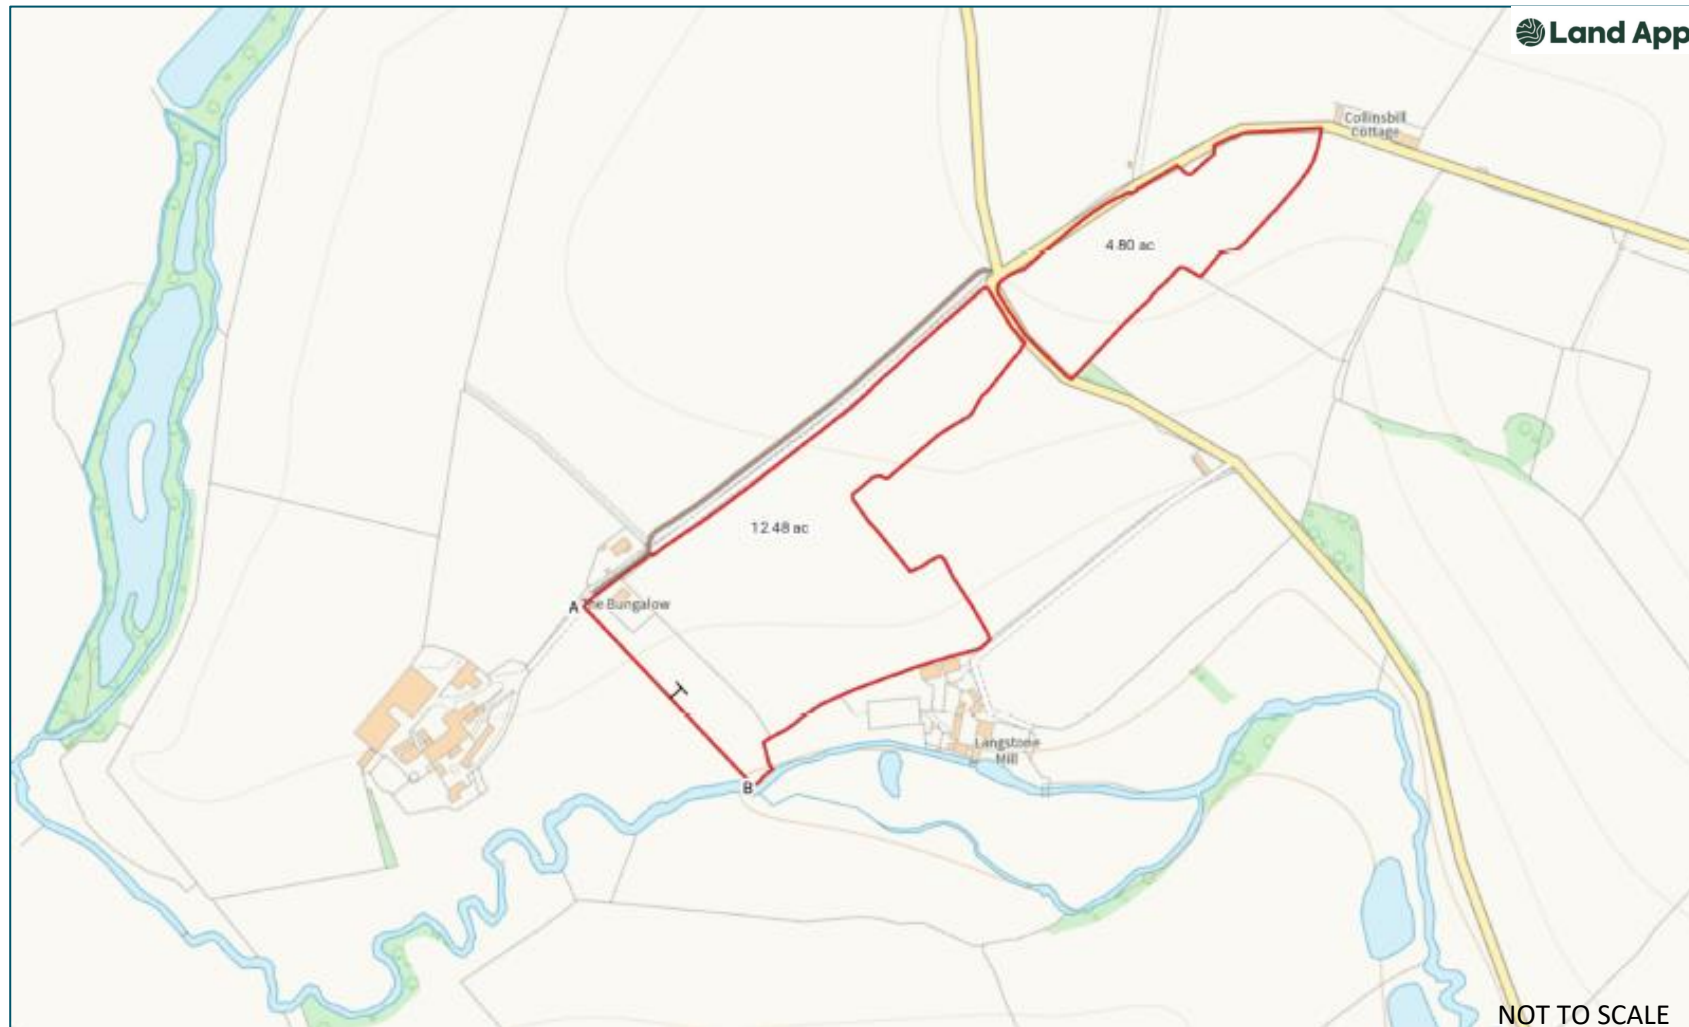 Land App
Collinsbill
Cottage
4.80 ac
12.48 ac
A
The Bungalow
B
Langstone
Mill
NOT TO SCALE